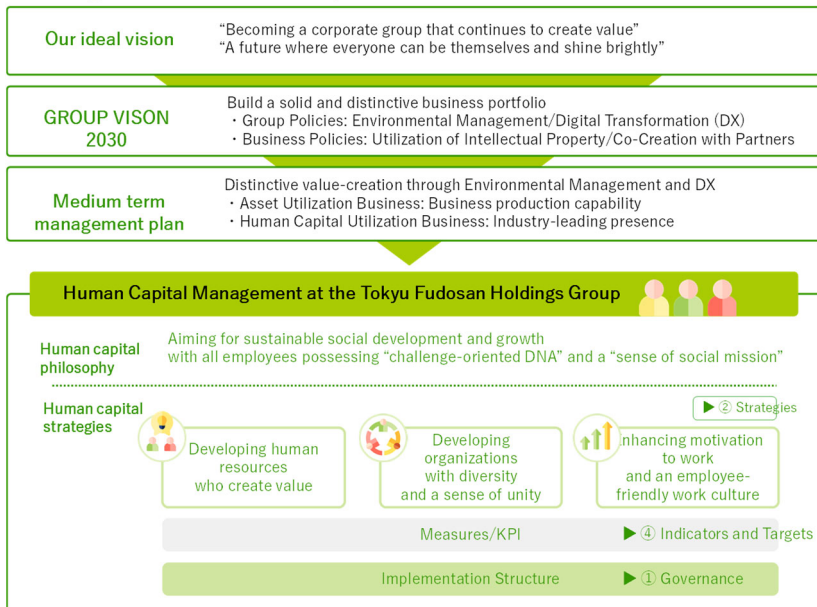 Our ideal vision
“Becoming a corporate group that continues to create value”
“A future where everyone can be themselves and shine brightly”
GROUP VISON
2030
Build a solid and distinctive business portfolio
・Group Policies: Environmental Management/Digital Transformation (DX)
・Business Policies: Utilization of Intellectual Property/Co-Creation with Partners
Medium term
management plan
Distinctive value-creation through Environmental Management and DX
・Asset Utilization Business: Business production capability
・Human Capital Utilization Business: Industry-leading presence
Human Capital Management at the Tokyu Fudosan Holdings Group
Human capital
philosophy
Aiming for sustainable social development and growth
with all employees possessing “challenge-oriented DNA” and a “sense of social mission”
Human capital
strategies
▶ ② Strategies
Developing human
resources
who create value
Developing
organizations
with diversity
and a sense of unity
Enhancing motivation
to work
and an employee-
friendly work culture
Measures/KPI
▶ ④ Indicators and Targets
Implementation Structure
▶ ① Governance